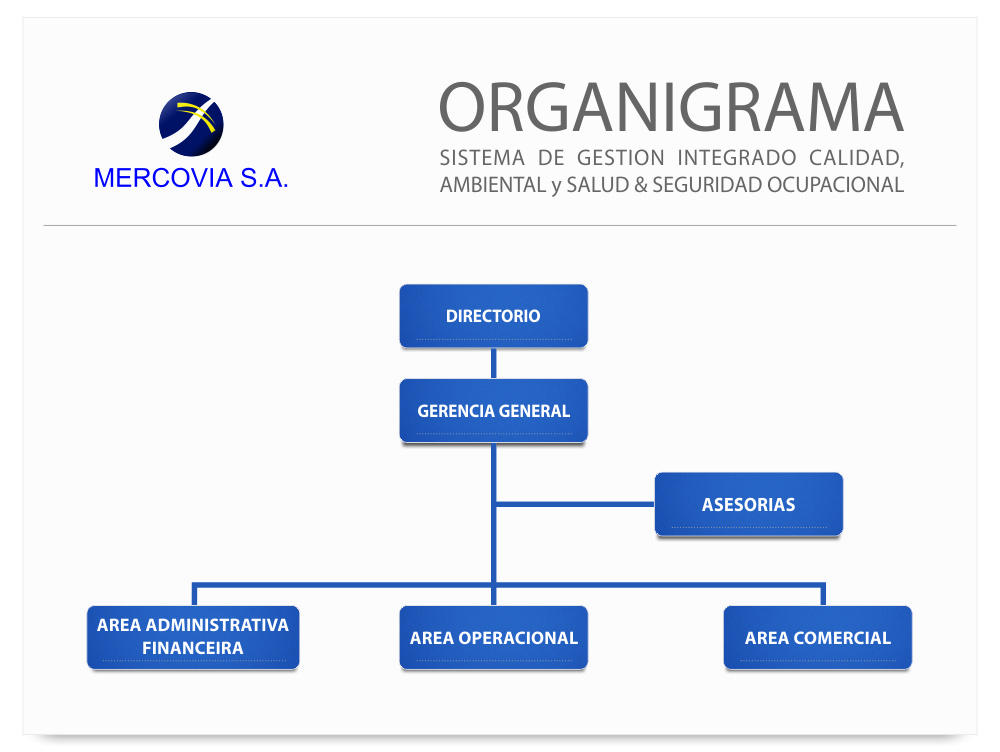 MERCOVIA S.A.
ORGANIGRAMA
SISTEMA DE GESTION INTEGRADO CALIDAD,
AMBIENTAL y SALUD & SEGURIDAD OCUPACIONAL
DIRECTORIO
GERENCIA GENERAL
ASESORIAS
AREA ADMINISTRATIVA
FINANCEIRA
AREA OPERACIONAL
AREA COMERCIAL